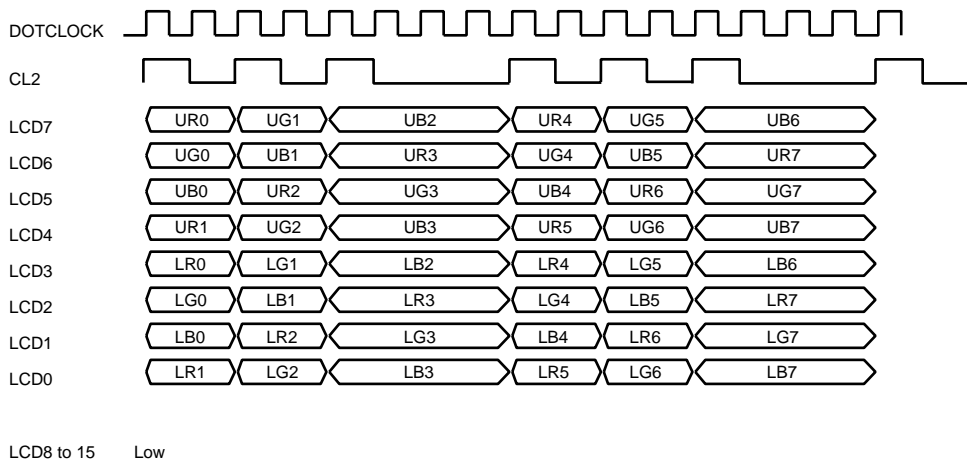 DOTCLOCK
CL2
LCD7 UR0 UG1 UB2 UR4 UG5 UB6
LCD6 UG0 UB1 UR3 UG4 UB5 UR7
LCD5 UB0 UR2 UG3 UB4 UR6 UG7
LCD4 UR1 UG2 UB3 UR5 UG6 UB7
LCD3 LR0 LG1 LB2 LR4 LG5 LB6
LCD2 LG0 LB1 LR3 LG4 LB5 LR7
LCD1 LB0 LR2 LG3 LB4 LR6 LG7
LCD0 LR1 LG2 LB3 LR5 LG6 LB7
LCD8 to 15 Low